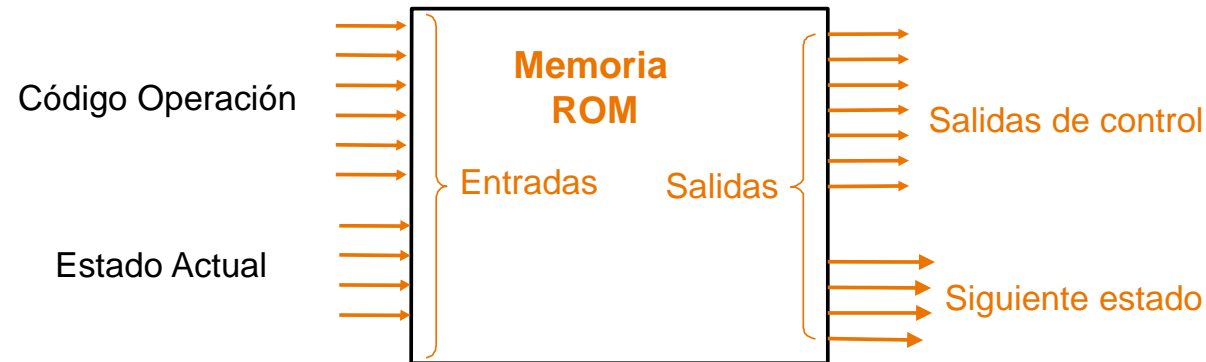 Memoria
ROM
Código Operación
Entradas
Salidas
Salidas de control
Estado Actual
Siguiente estado